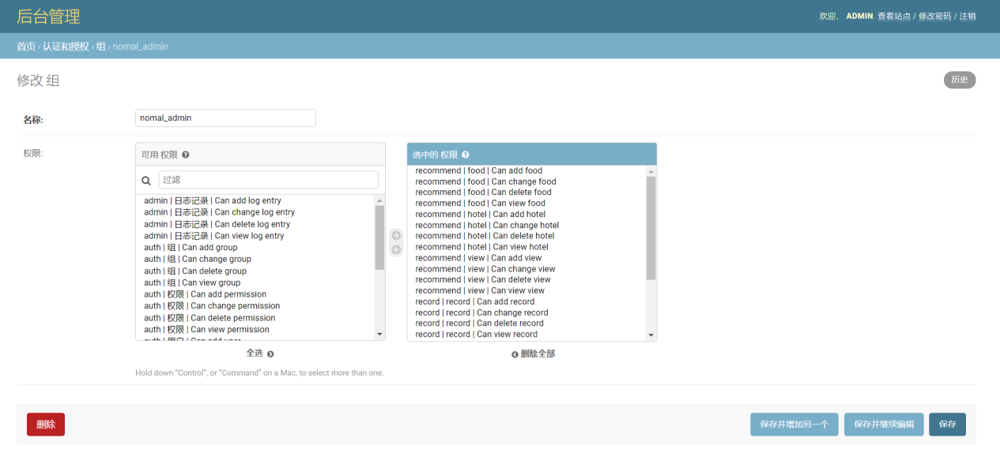 后台管理
欢迎， ADMIN. 查看站点 / 修改密码 / 注销
首页 › 认证和授权 › 组 › nomal_admin
修改 组
历史
名称:
nomal_admin
权限:
可用 权限
过滤
admin | 日志记录 | Can add log entry
admin | 日志记录 | Can change log entry
admin | 日志记录 | Can delete log entry
admin | 日志记录 | Can view log entry
auth | 组 | Can add group
auth | 组 | Can change group
auth | 组 | Can delete group
auth | 组 | Can view group
auth | 权限 | Can add permission
auth | 权限 | Can change permission
auth | 权限 | Can delete permission
auth | 权限 | Can view permission
auth | 用户 | Can add user
全选
选中的 权限
recommend | food | Can add food
recommend | food | Can change food
recommend | food | Can delete food
recommend | food | Can view food
recommend | hotel | Can add hotel
recommend | hotel | Can change hotel
recommend | hotel | Can delete hotel
recommend | hotel | Can view hotel
recommend | view | Can add view
recommend | view | Can change view
recommend | view | Can delete view
recommend | view | Can view view
record | record | Can add record
record | record | Can change record
record | record | Can delete record
record | record | Can view record
删除全部
Hold down “Control”, or “Command” on a Mac, to select more than one.
删除
保存并增加另一个
保存并继续编辑
保存